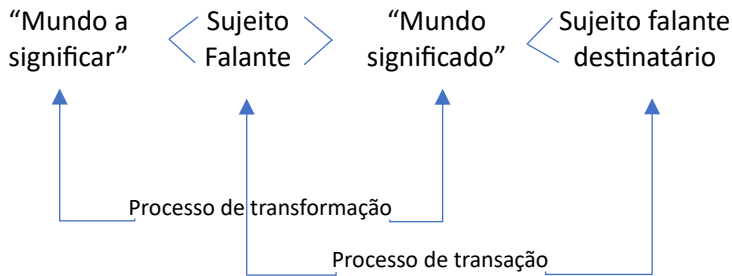 “Mundo a
significar”
Sujeito
Falante
“Mundo
significado”
Sujeito falante
destinatário
Processo de transformação
Processo de transação